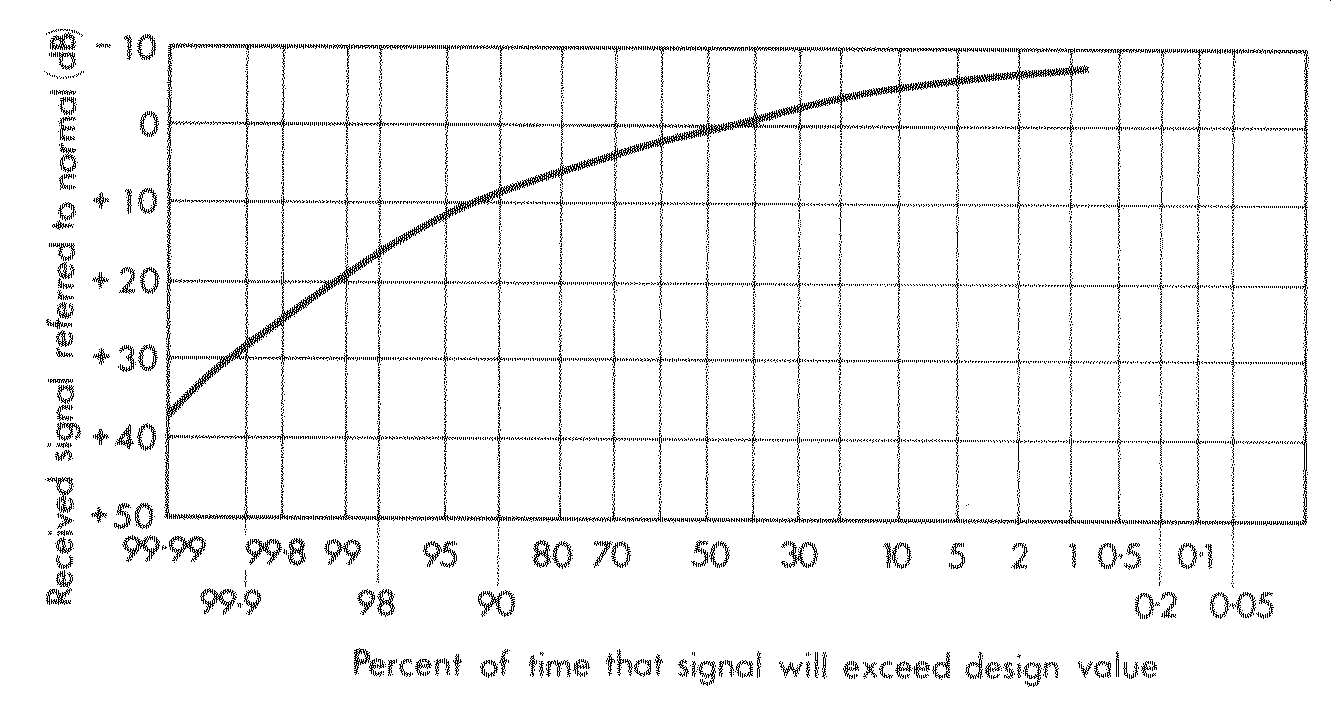 Received signal referred to normal (dB)
- 10
0
+ 10
+ 20
+ 30
+ 40
+ 50
99·99 99·8 99 95 80 70 50 30 10 5 2 1 0·5 0·1
99·9 98 90 0·2 0·05
Percent of time that signal will exceed design value